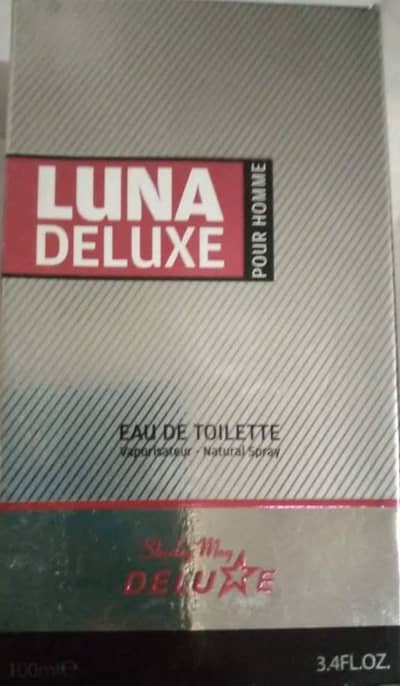 LUNA
DELUXE
POUR HOMME
EAU DE TOILETTE
Vaporisateur - Natural Spray
Shirley May
DELUXE
100ml e
3.4FL.OZ.